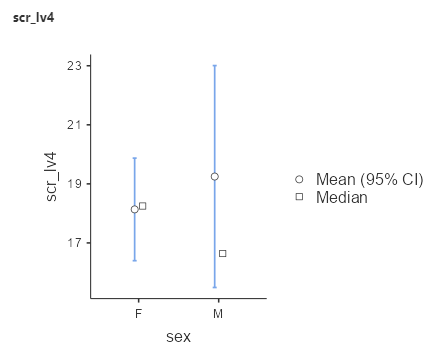 scr_lv4
23
21
19
17
scr_lv4
F
M
sex
Mean (95% CI)
Median